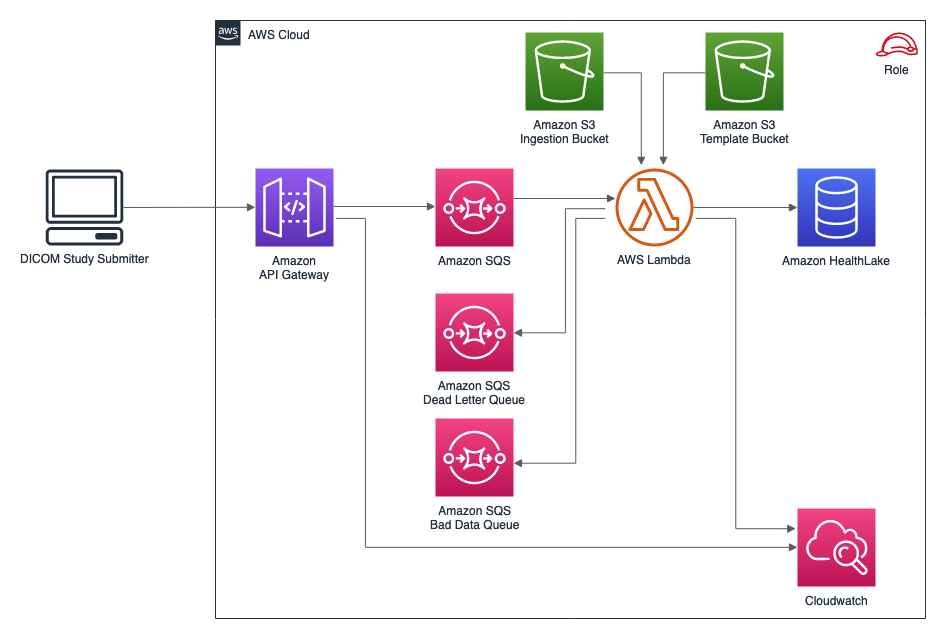 aws
AWS Cloud
Role
Amazon S3
Ingestion Bucket
Amazon S3
Template Bucket
DICOM Study Submitter
</>
Amazon
API Gateway
Amazon SQS
AWS Lambda
Amazon HealthLake
Amazon SQS
Dead Letter Queue
Amazon SQS
Bad Data Queue
Cloudwatch